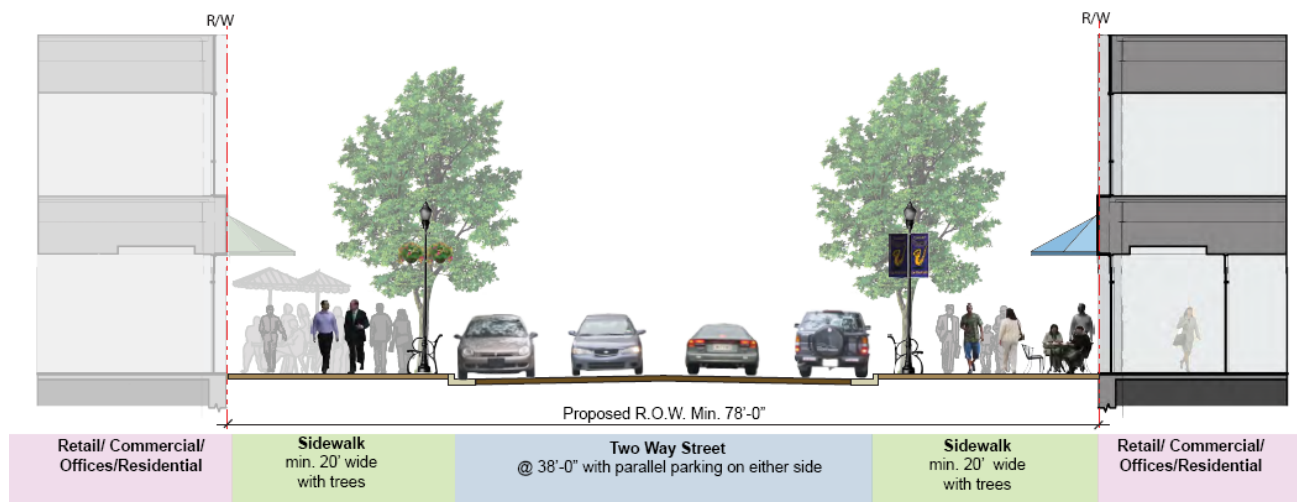 R/W
R/W
Proposed R.O.W. Min. 78'-0"
Retail/ Commercial/
Offices/Residential
Sidewalk
min. 20' wide
with trees
Two Way Street
@ 38'-0" with parallel parking on either side
Sidewalk
min. 20' wide
with trees
Retail/ Commercial/
Offices/Residential